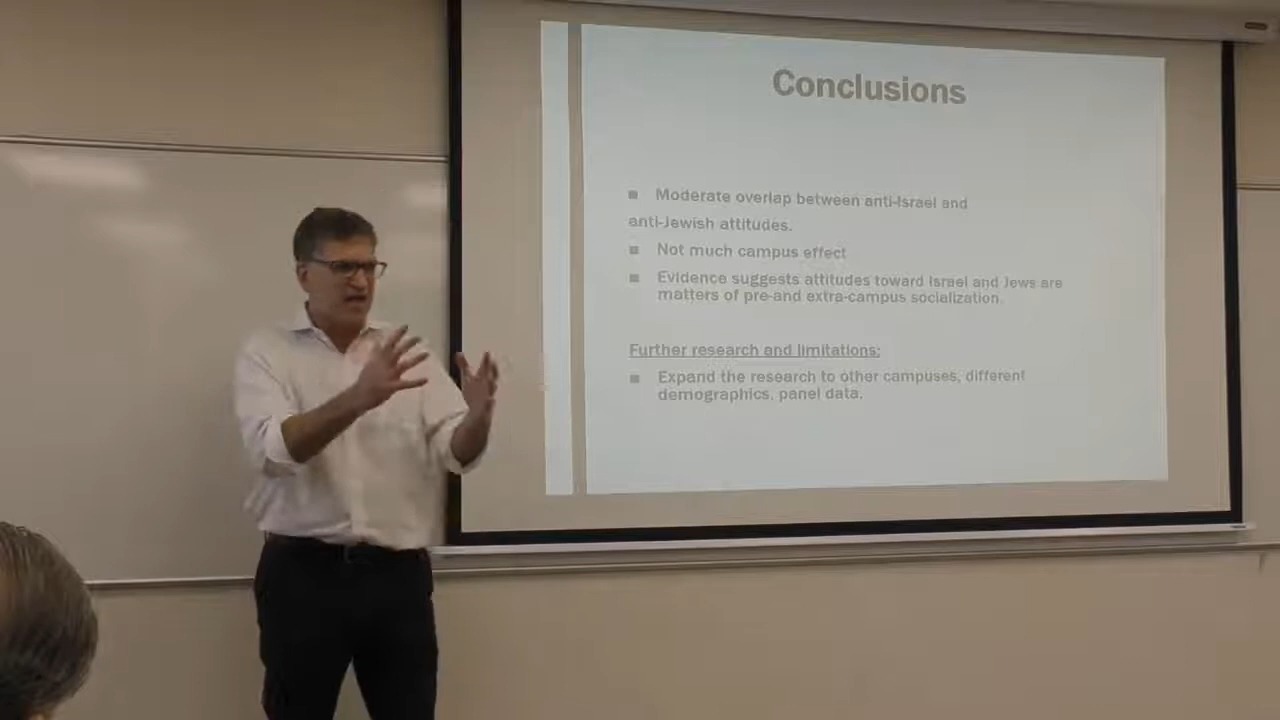 Conclusions
Moderate overlap between anti-Israel and
anti-Jewish attitudes.
Not much campus effect
Evidence suggests attitudes toward Israel and Jews are
matters of pre-and extra-campus socialization.
Further research and limitations:
Expand the research to other campuses, different
demographics, panel data.